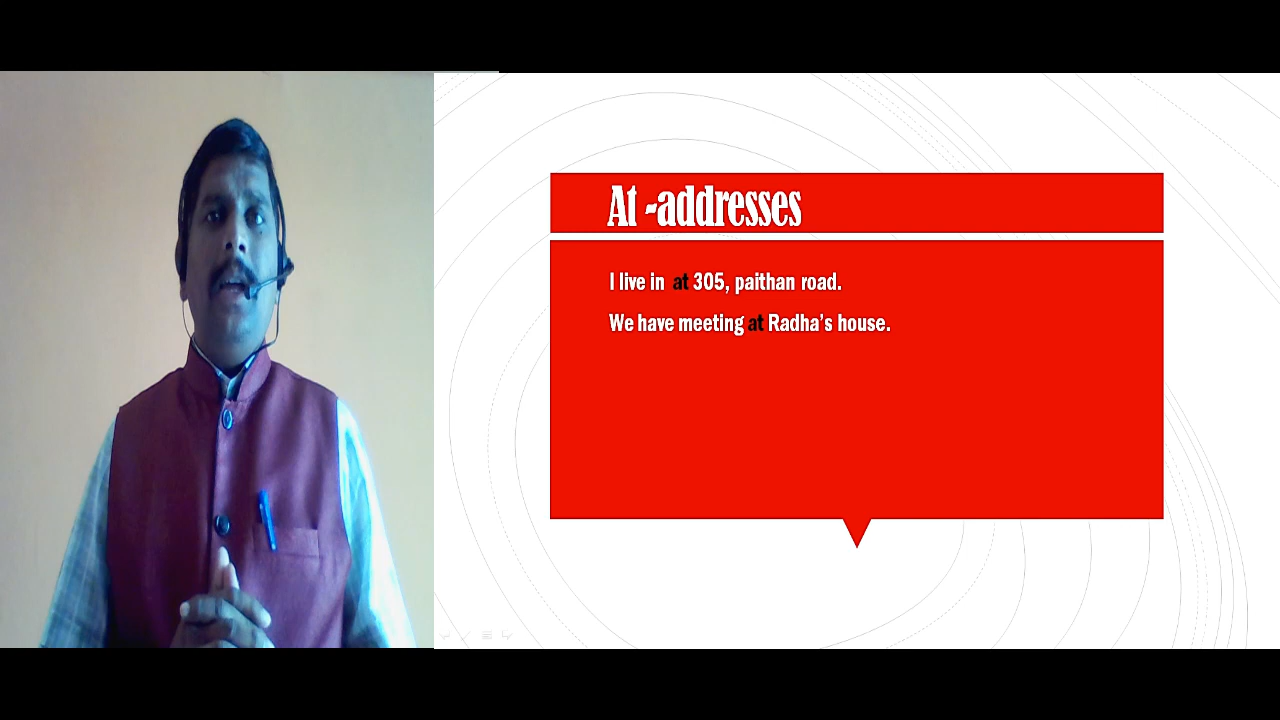 At -addresses
I live in at 305, paithan road.
We have meeting at Radha's house.